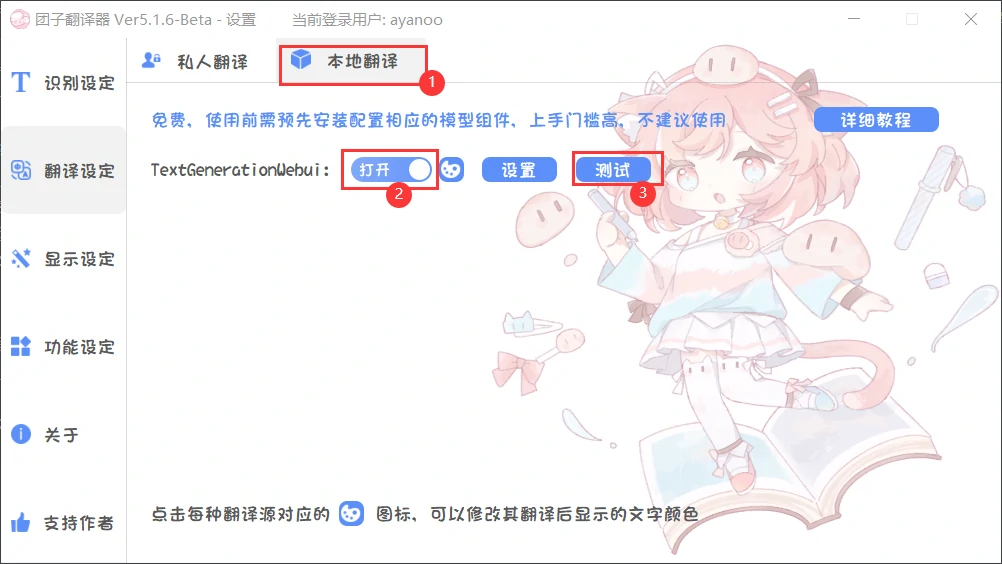 团子翻译器 Ver5.1.6-Beta - 设置 当前登录用户: ayanoo
识别设定
翻译设定
显示设定
功能设定
关于
支持作者
私人翻译 本地翻译
1
免费, 使用前需预先安装配置相应的模型组件, 上手门槛高, 不建议使用 详细教程
TextGenerationWebui: 打开 设置 测试
2 3
点击每种翻译源对应的 图标, 可以修改其翻译后显示的文字颜色